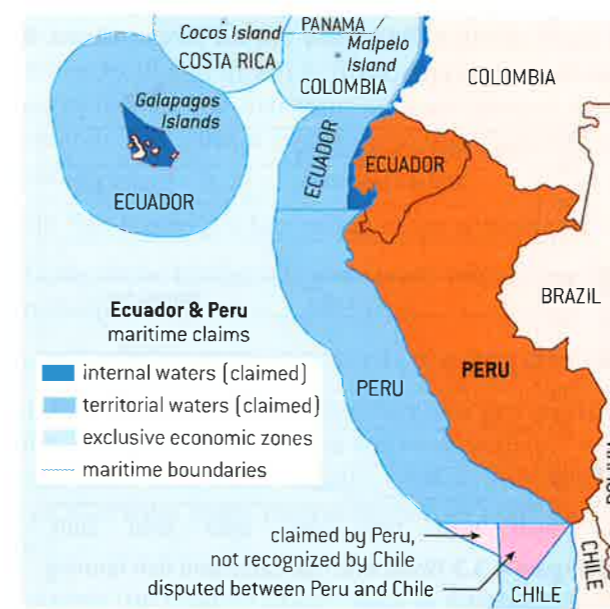 PANAMA
Cocos Island
COSTA RICA
Malpelo
Island
COLOMBIA
COLOMBIA
Galapagos
Islands
ECUADOR
ECUADOR
ECUADOR
BRAZIL
Ecuador & Peru
maritime claims
internal waters (claimed)
territorial waters (claimed)
exclusive economic zones
maritime boundaries
PERU
PERU
claimed by Peru,
not recognized by Chile
disputed between Peru and Chile
CHILE
CHILE